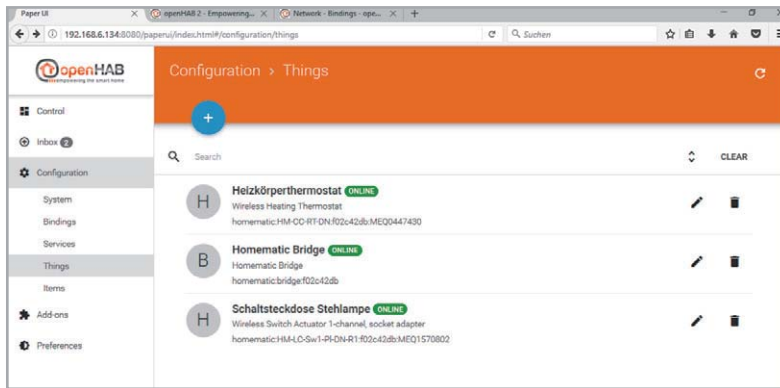 Paper UI
openHAB 2 - Empowering...
Network - Bindings - ope...
192.168.6.134:8080/paperui/index.html#/configuration/things
Suchen
openHAB
empowering the smart home
Configuration > Things
Control
Inbox 2
Configuration
System
Bindings
Services
Things
Items
Add-ons
Preferences
Search
CLEAR
H
Heizkörperthermostat ONLINE
Wireless Heating Thermostat
homematic:HM-CC-RT-DN:f02c42db:MEQ0447430
B
Homematic Bridge ONLINE
Homematic Bridge
homematic:bridge:f02c42db
H
Schaltsteckdose Stehlampe ONLINE
Wireless Switch Actuator 1-channel, socket adapter
homematic:HM-LC-Sw1-Pl-DN-R1:f02c42db:MEQ1570802